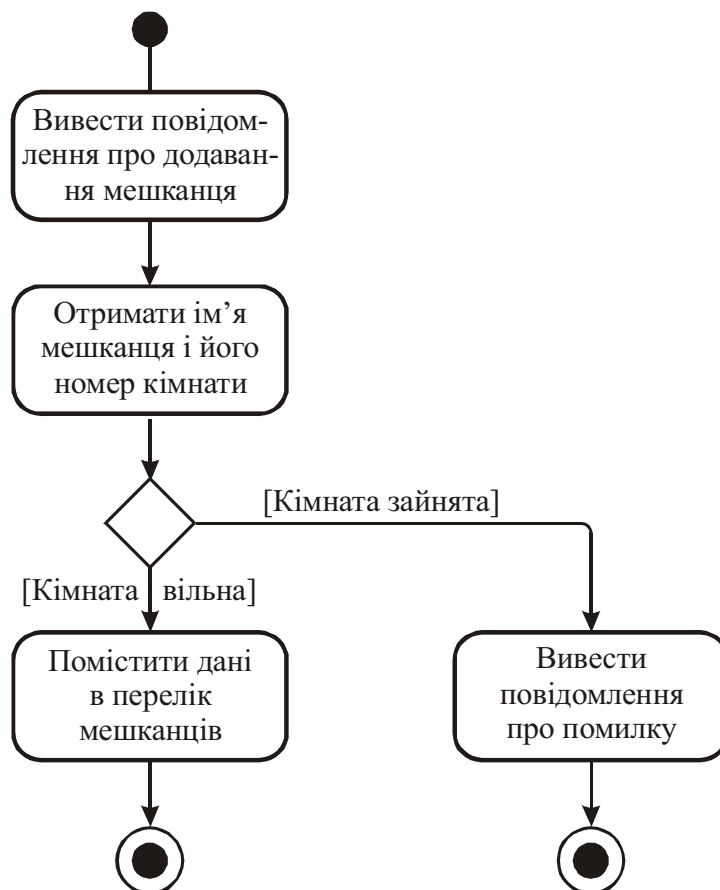 Вивести повідом-
лення про додаван-
ня мешканця
Отримати ім’я
мешканця і його
номер кімнати
[Кімната зайнята]
[Кімната вільна]
Помістити дані
в перелік
мешканців
Вивести
повідомлення
про помилку